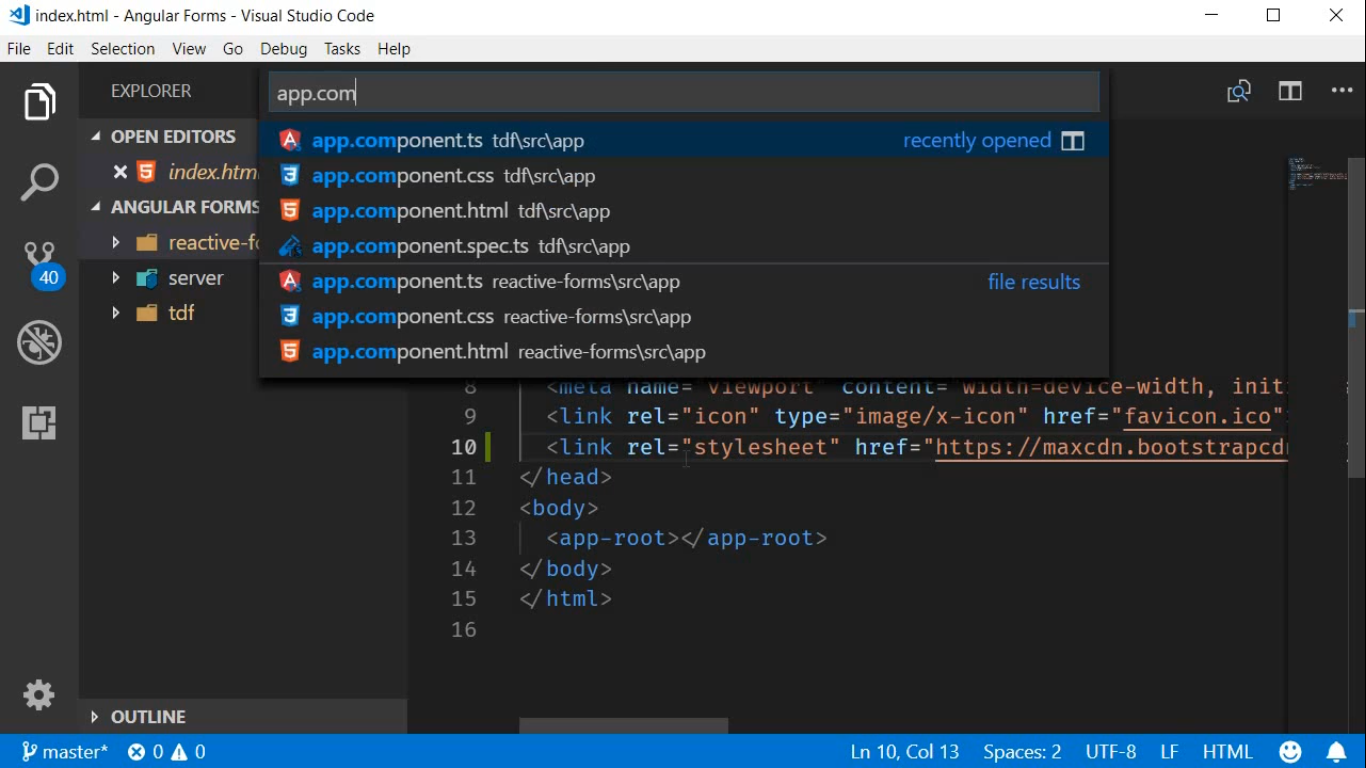 index.html - Angular Forms - Visual Studio Code
File Edit Selection View Go Debug Tasks Help
EXPLORER
app.com
OPEN EDITORS
app.component.ts tdf\src\app recently opened
index.htm
app.component.css tdf\src\app
ANGULAR FORMS
app.component.html tdf\src\app
reactive-fo
app.component.spec.ts tdf\src\app
40
server
app.component.ts reactive-forms\src\app file results
tdf
app.component.css reactive-forms\src\app
app.component.html reactive-forms\src\app
8 <meta name="viewport" content="width=device-width, init
9 <link rel="icon" type="image/x-icon" href="favicon.ico"
10 <link rel="stylesheet" href="https://maxcdn.bootstrapcd
11 </head>
12 <body>
13 <app-root></app-root>
14 </body>
15 </html>
16
OUTLINE
master* 0 0 Ln 10, Col 13 Spaces: 2 UTF-8 LF HTML